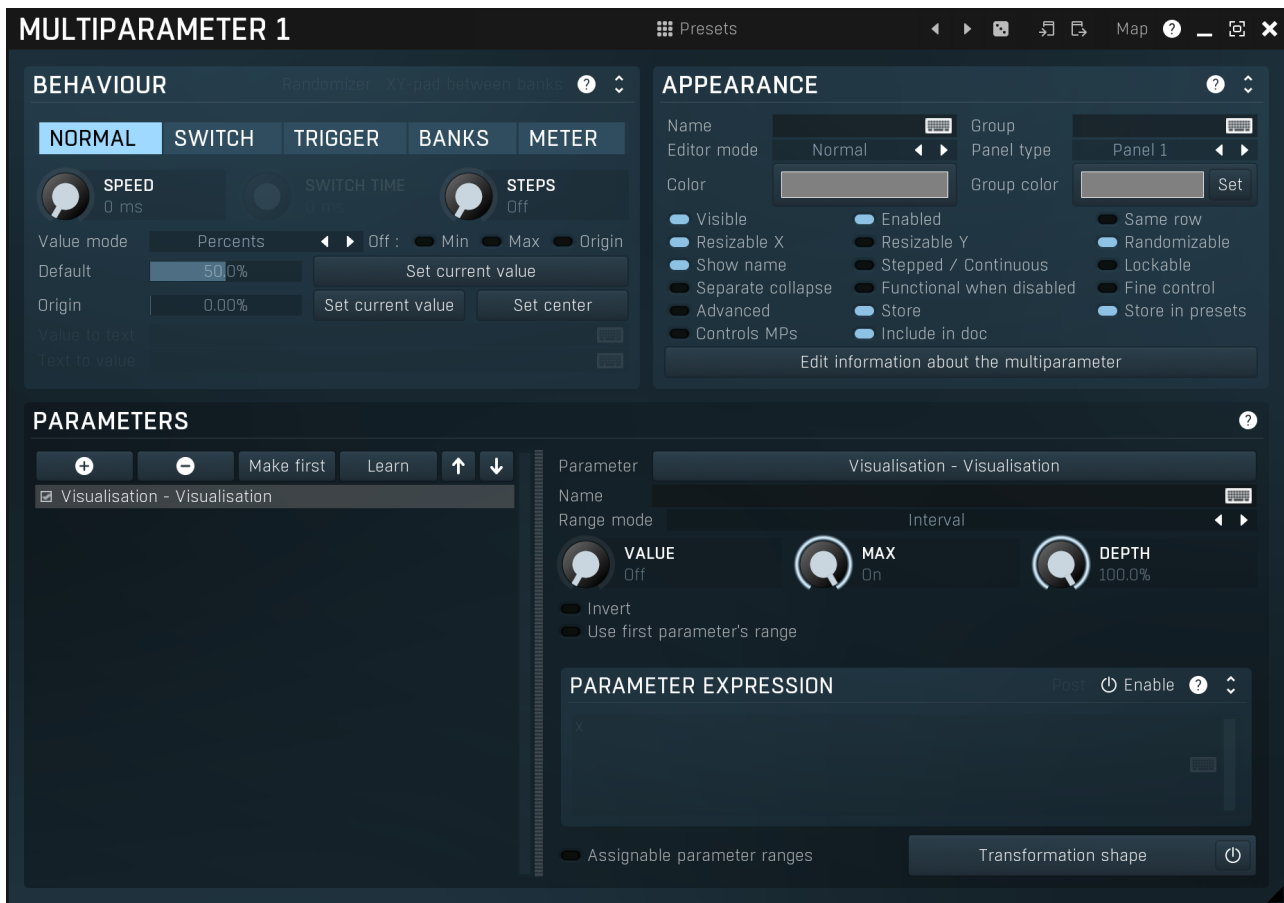 MULTIPARAMETER 1
Presets
Map
BEHAVIOUR
Randomizer XY-pad between banks
NORMAL SWITCH TRIGGER BANKS METER
SPEED
0 ms
SWITCH TIME
0 ms
STEPS
Off
Value mode Percents Off : Min Max Origin
Default 50.0% Set current value
Origin 0.00% Set current value Set center
Value to text
Text to value
APPEARANCE
Name Group
Editor mode Normal Panel type Panel 1
Color Group color Set
Visible Enabled Same row
Resizable X Resizable Y Randomizable
Show name Stepped / Continuous Lockable
Separate collapse Functional when disabled Fine control
Advanced Store Store in presets
Controls MPs Include in doc
Edit information about the multiparameter
PARAMETERS
Make first Learn
Visualisation - Visualisation
Parameter Visualisation - Visualisation
Name
Range mode Interval
VALUE
Off
MAX
On
DEPTH
100.0%
Invert
Use first parameter's range
PARAMETER EXPRESSION Post Enable
x
Assignable parameter ranges Transformation shape